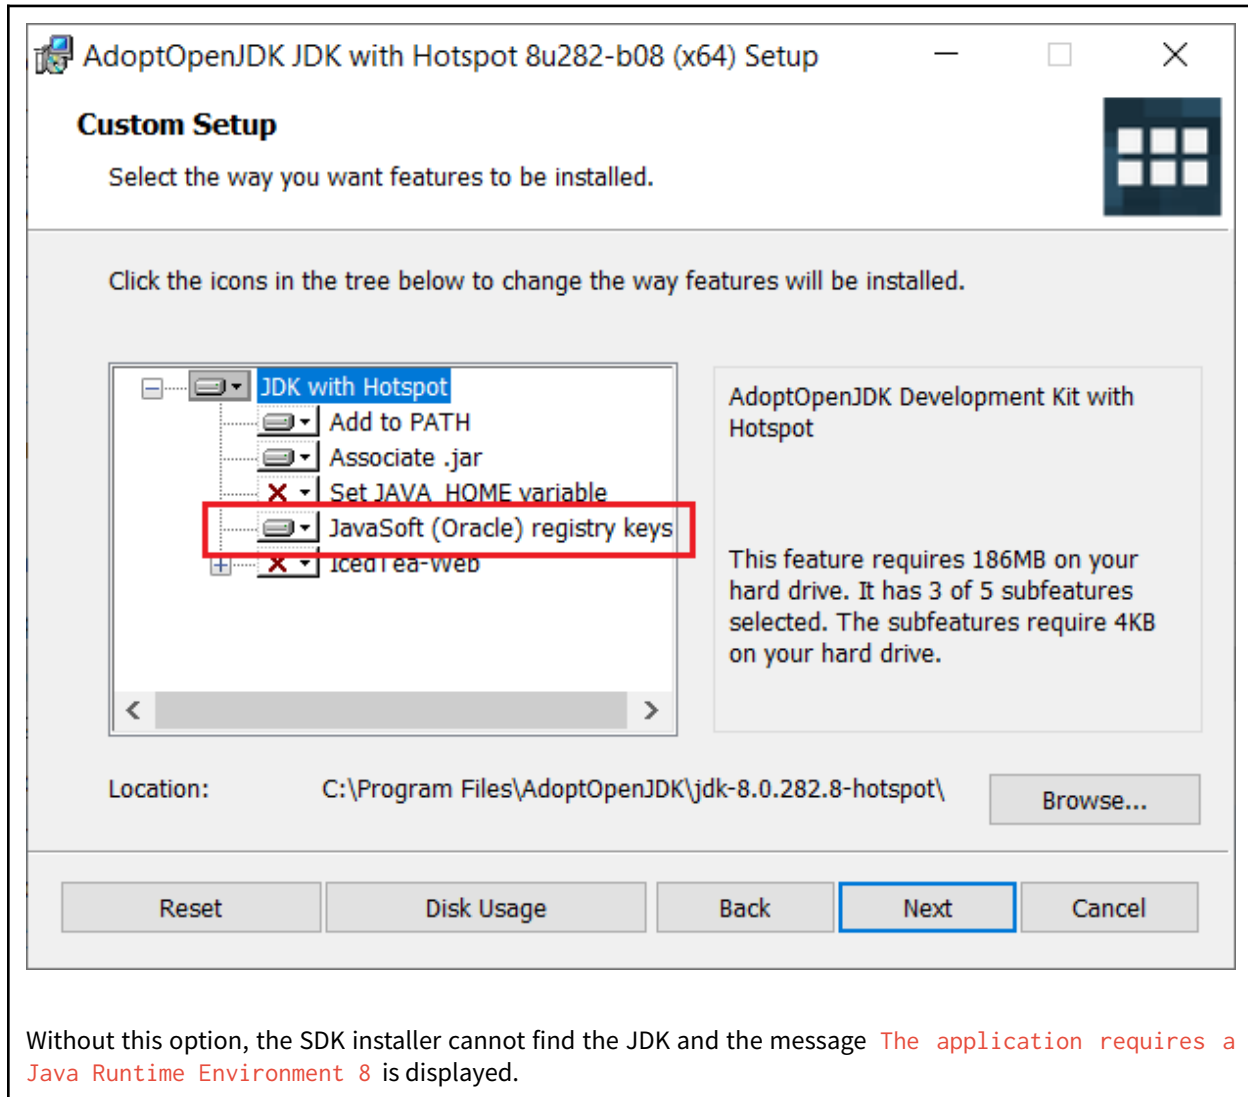 AdoptOpenJDK JDK with Hotspot 8u282-b08 (x64) Setup
Custom Setup
Select the way you want features to be installed.
Click the icons in the tree below to change the way features will be installed.
JDK with Hotspot
Add to PATH
Associate .jar
Set JAVA_HOME variable
JavaSoft (Oracle) registry keys
IcedTea-Web
AdoptOpenJDK Development Kit with
Hotspot
This feature requires 186MB on your
hard drive. It has 3 of 5 subfeatures
selected. The subfeatures require 4KB
on your hard drive.
Location: C:\Program Files\AdoptOpenJDK\jdk-8.0.282.8-hotspot\ Browse...
Reset Disk Usage Back Next Cancel
Without this option, the SDK installer cannot find the JDK and the message The application requires a
Java Runtime Environment 8 is displayed.